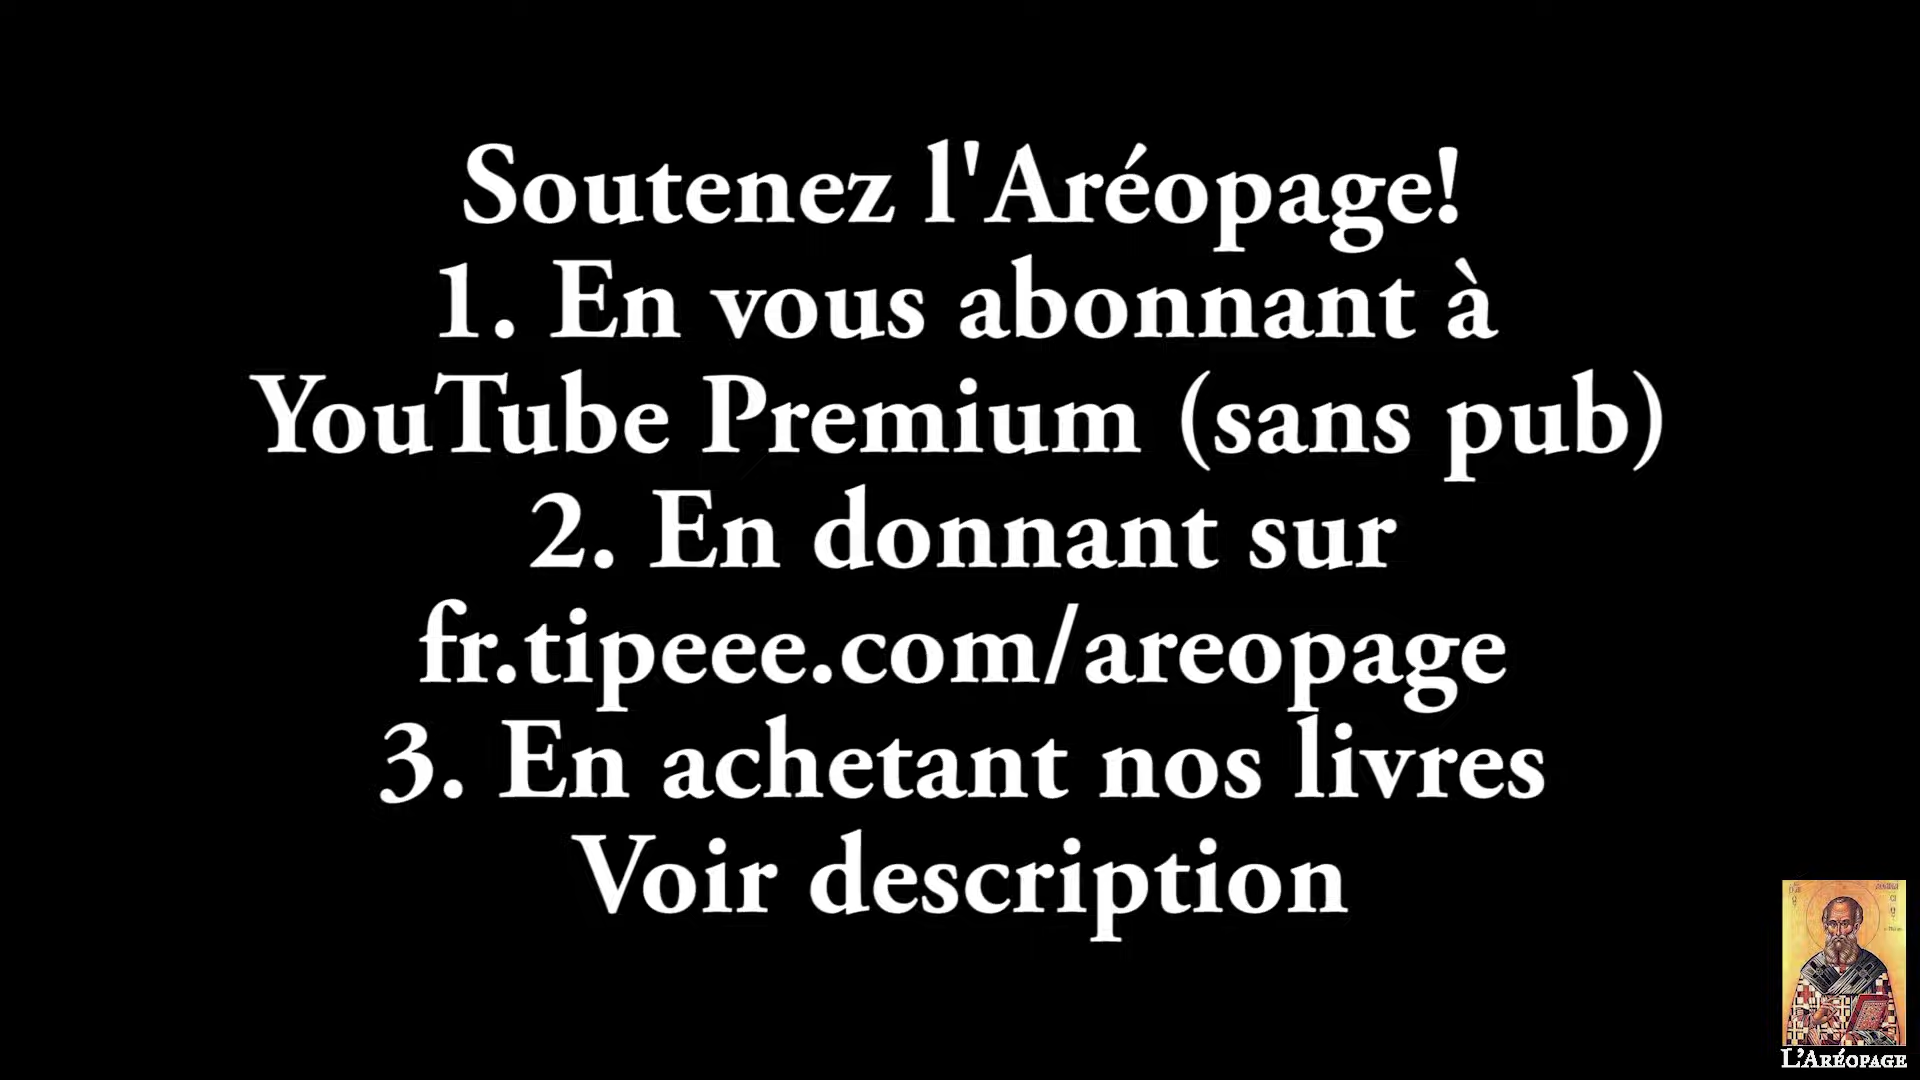 Soutenez l'Aréopage!
1. En vous abonnant à
YouTube Premium (sans pub)
2. En donnant sur
fr.tipeee.com/areopage
3. En achetant nos livres
Voir description
L'ARÉOPAGE